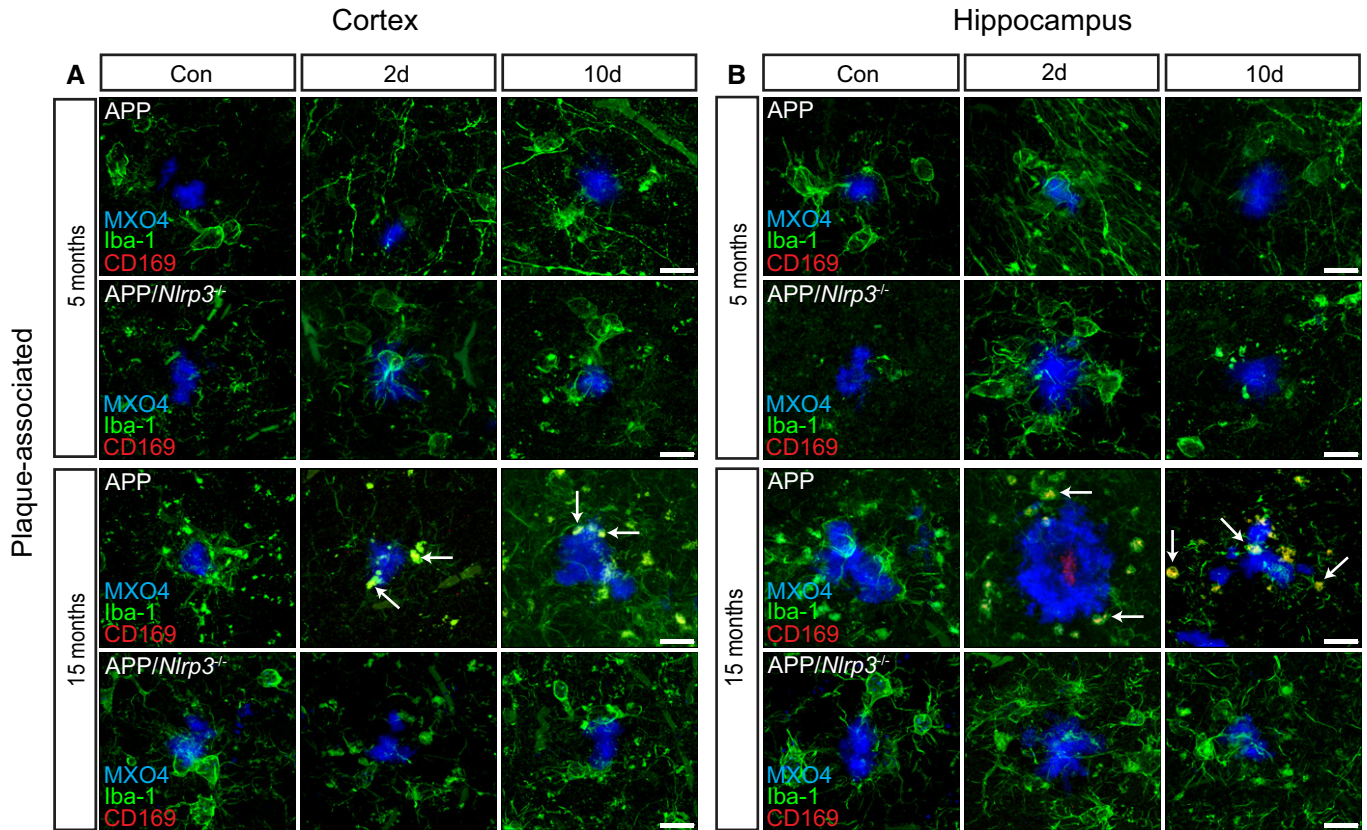 Cortex
Hippocampus
A
Con
2d
10d
B
Con
2d
10d
Plaque-associated
5 months
APP
MXO4
Iba-1
CD169
APP/Nlrp3-/-
MXO4
Iba-1
CD169
15 months
APP
MXO4
Iba-1
CD169
APP/Nlrp3-/-
MXO4
Iba-1
CD169
5 months
APP
MXO4
Iba-1
CD169
APP/Nlrp3-/-
MXO4
Iba-1
CD169
15 months
APP
MXO4
Iba-1
CD169
APP/Nlrp3-/-
MXO4
Iba-1
CD169